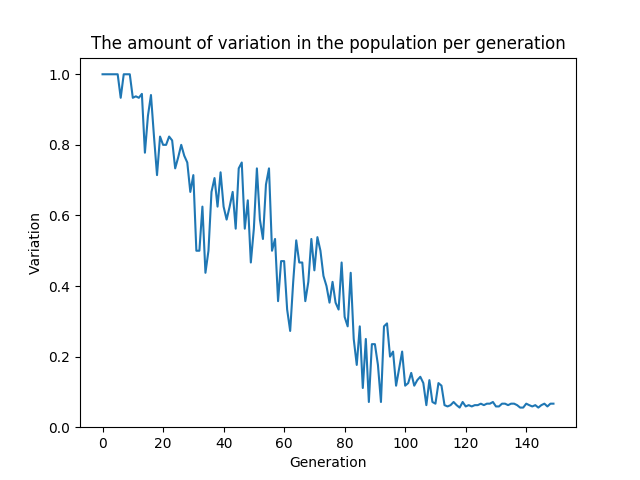 The amount of variation in the population per generation
1.0
0.8
0.6
0.4
0.2
0.0
Variation
0 20 40 60 80 100 120 140
Generation